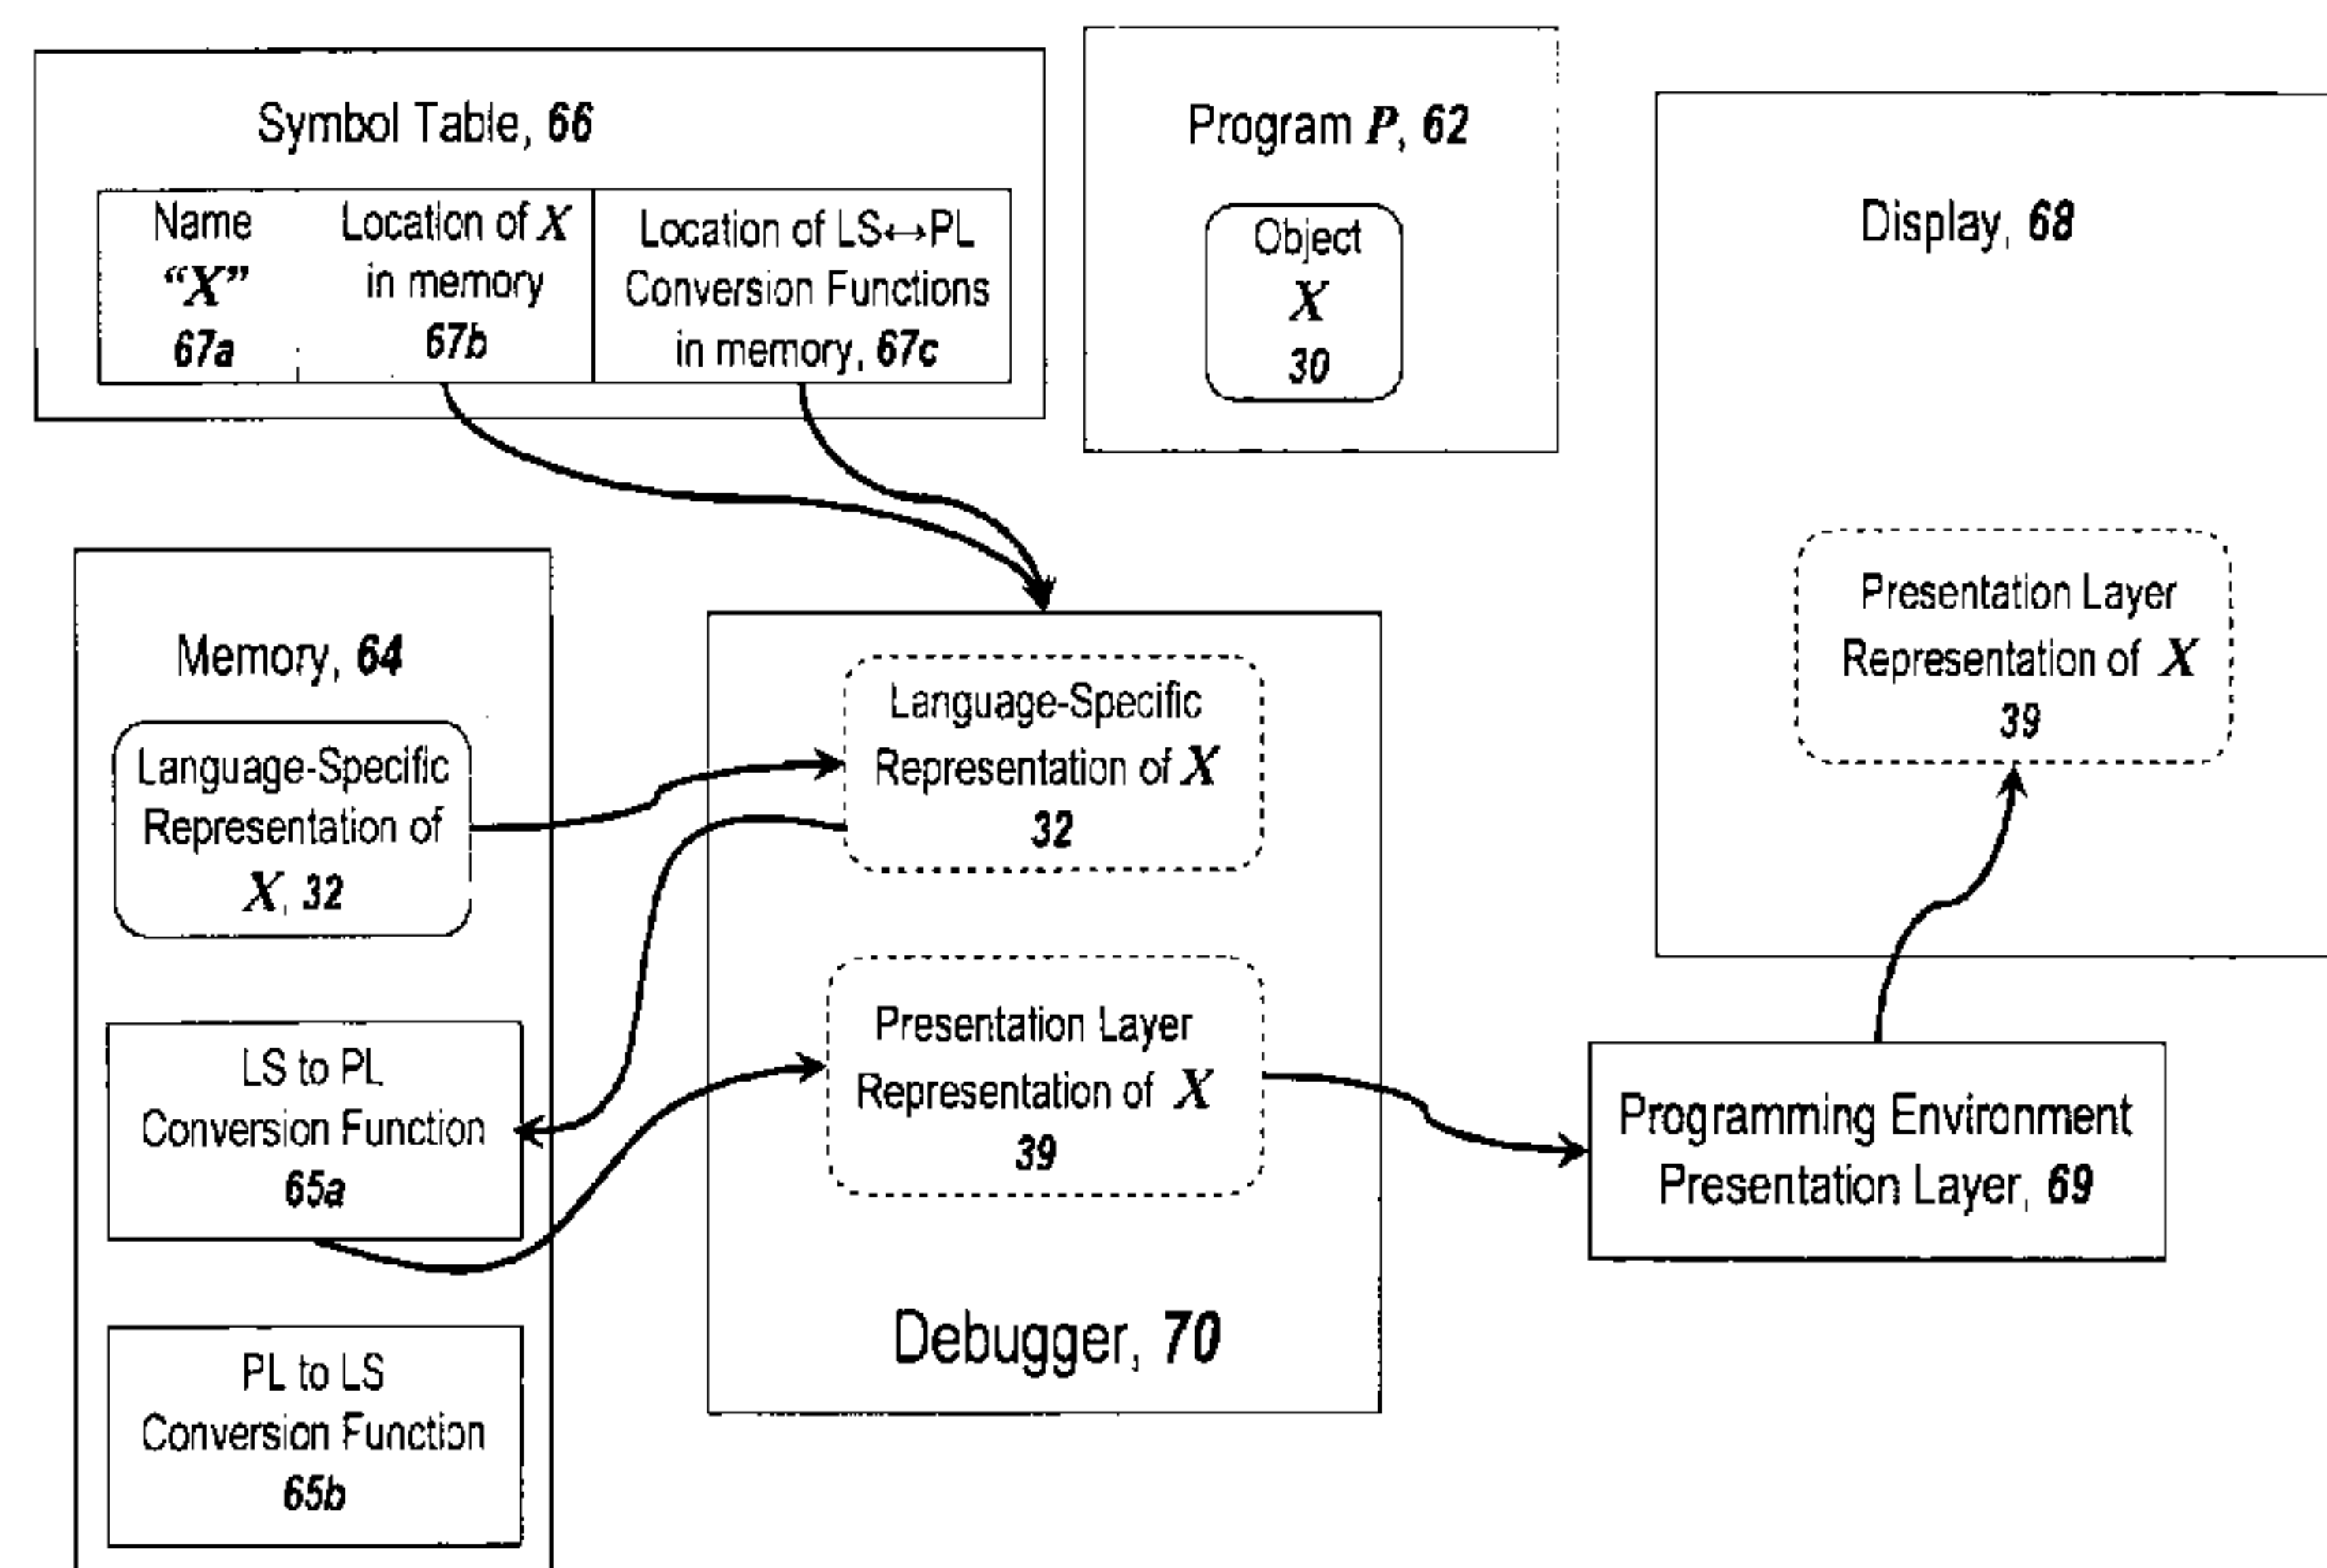 Symbol Table, 66
Name
“X”
67a
Location of X
in memory
67b
Location of LS↔PL
Conversion Functions
in memory, 67c
Program P, 62
Object
X
30
Display, 68
Presentation Layer
Representation of X
39
Memory, 64
Language-Specific
Representation of
X, 32
LS to PL
Conversion Function
65a
PL to LS
Conversion Function
65b
Language-Specific
Representation of X
32
Presentation Layer
Representation of X
39
Debugger, 70
Programming Environment
Presentation Layer, 69